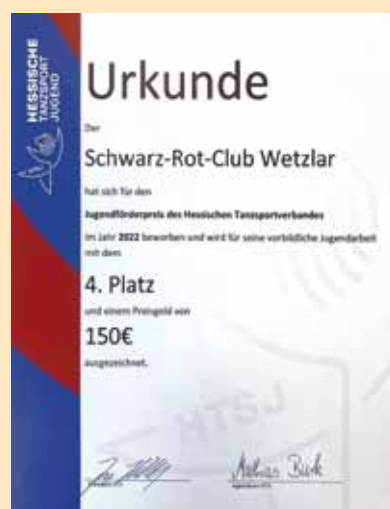 HESSISCHE
TANZSPORT
JUGEND
Urkunde
Der
Schwarz-Rot-Club Wetzlar
hat sich für den
Jugendförderpreis des Hessischen Tanzsportverbandes
im Jahr 2022 beworben und wird für seine vorbildliche Jugendarbeit
mit dem
4. Platz
und einem Preisgeld von
150€
ausgezeichnet.
HTSJ